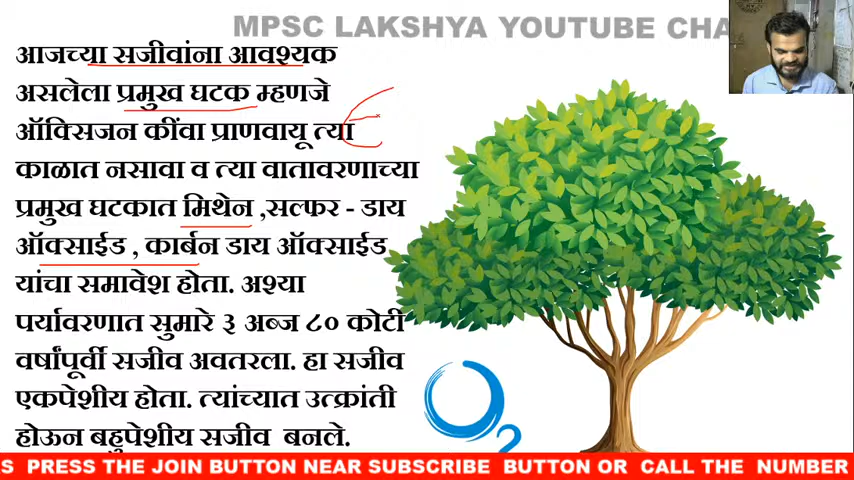 MPSC LAKSHYA YOUTUBE CHA
आजच्या सजीवांना आवश्यक
असलेला प्रमुख घटक म्हणजे
ऑक्सिजन कींवा प्राणवायू त्या
काळात नसावा व त्या वातावरणाच्या
प्रमुख घटकात मिथेन ,सल्फर - डाय
ऑक्साईड , कार्बन डाय ऑक्साईड
यांचा समावेश होता. अश्या
पर्यावरणात सुमारे ३ अब्ज ८० कोटी
वर्षांपूर्वी सजीव अवतरला. हा सजीव
एकपेशीय होता. त्यांच्यात उत्क्रांती
होऊन बहुपेशीय सजीव बनले.
O2
S PRESS THE JOIN BUTTON NEAR SUBSCRIBE BUTTON OR CALL THE NUMBER